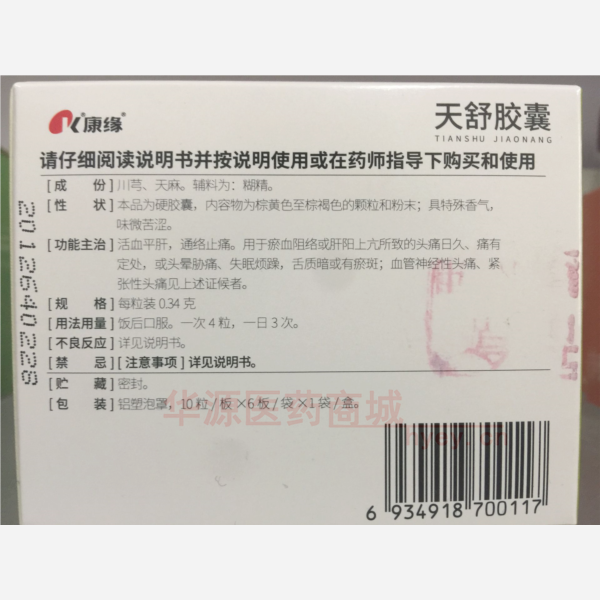 康缘
天舒胶囊
TIANSHU JIAONANG
请仔细阅读说明书并按说明使用或在药师指导下购买和使用
[成 份] 川芎、天麻。辅料为：糊精。
[性 状] 本品为硬胶囊，内容物为棕黄色至棕褐色的颗粒和粉末；具特殊香气，
味微苦涩。
[功能主治] 活血平肝，通络止痛。用于瘀血阻络或肝阳上亢所致的头痛日久、痛有
定处，或头晕胁痛、失眠烦躁，舌质暗或有瘀斑；血管神经性头痛、紧
张性头痛见上述证候者。
[规 格] 每粒装 0.34 克
[用法用量] 饭后口服。一次 4 粒，一日 3 次。
[不良反应] 详见说明书。
[禁 忌] [注意事项] 详见说明书。
[贮 藏] 密封。
[包 装] 铝塑泡罩，10 粒 / 板 ×6 板 / 袋 ×1 袋 / 盒。
华源医药商城
hyey.cn
6 934918 700117
2012640228